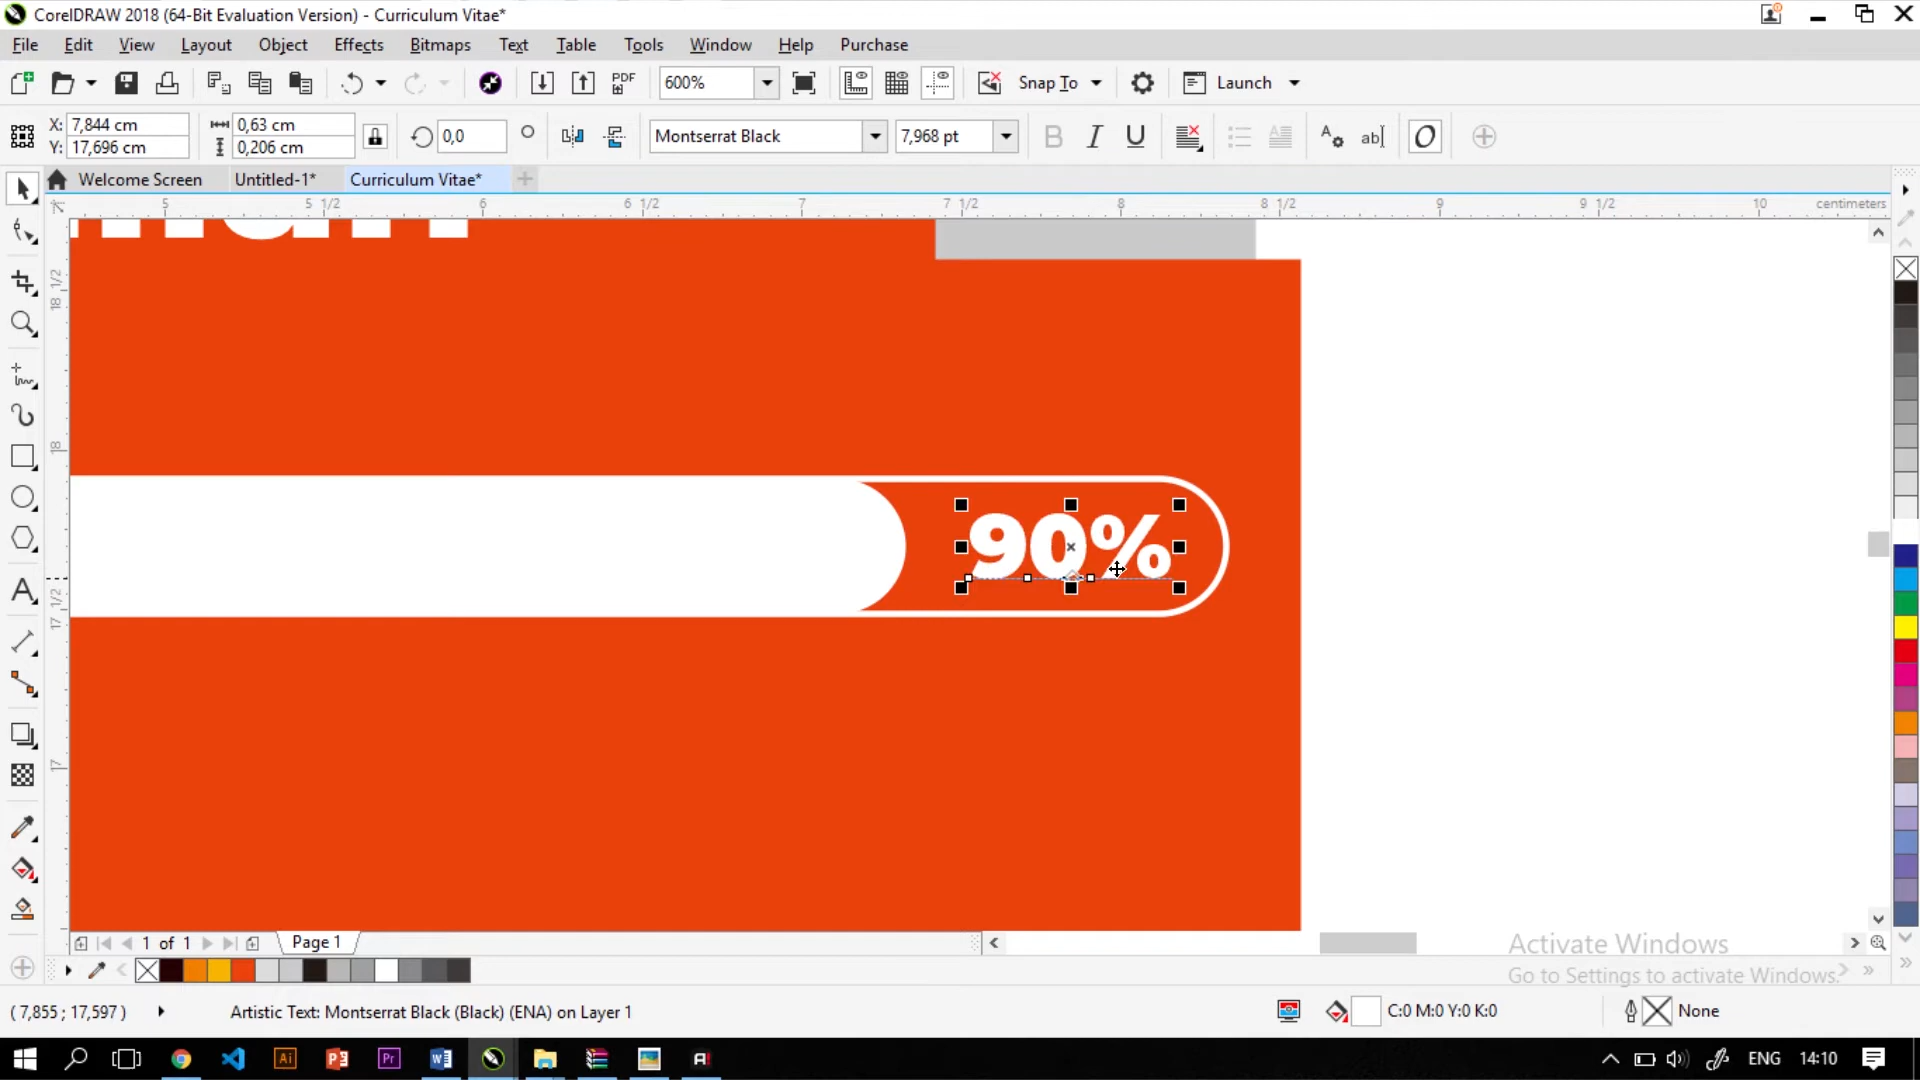 CorelDRAW 2018 (64-Bit Evaluation Version) - Curriculum Vitae*
File Edit View Layout Object Effects Bitmaps Text Table Tools Window Help Purchase
PDF 600% Snap To Launch
X: 7,844 cm 0,63 cm 0,0 Montserrat Black 7,968 pt B I U ab| O
Y: 17,696 cm 0,206 cm
Welcome Screen Untitled-1* Curriculum Vitae*
5 5 1/2 6 6 1/2 7 7 1/2 8 8 1/2 9 9 1/2 10 centimeters
18 1/2
18
90%
17 1/2
17
1 of 1 Page 1
Activate Windows
Go to Settings to activate Windows.
( 7,855 ; 17,597 ) Artistic Text: Montserrat Black (Black) (ENA) on Layer 1 C:0 M:0 Y:0 K:0 None
Ai P Pr W A! ENG 14:10